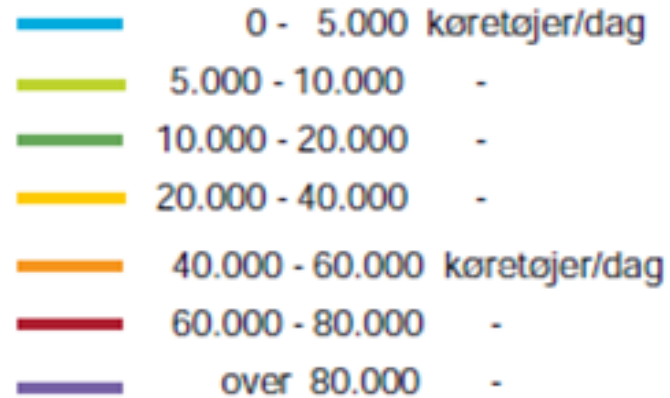 0 - 5.000 køretøjer/dag
5.000 - 10.000 -
10.000 - 20.000 -
20.000 - 40.000 -
40.000 - 60.000 køretøjer/dag
60.000 - 80.000 -
over 80.000 -